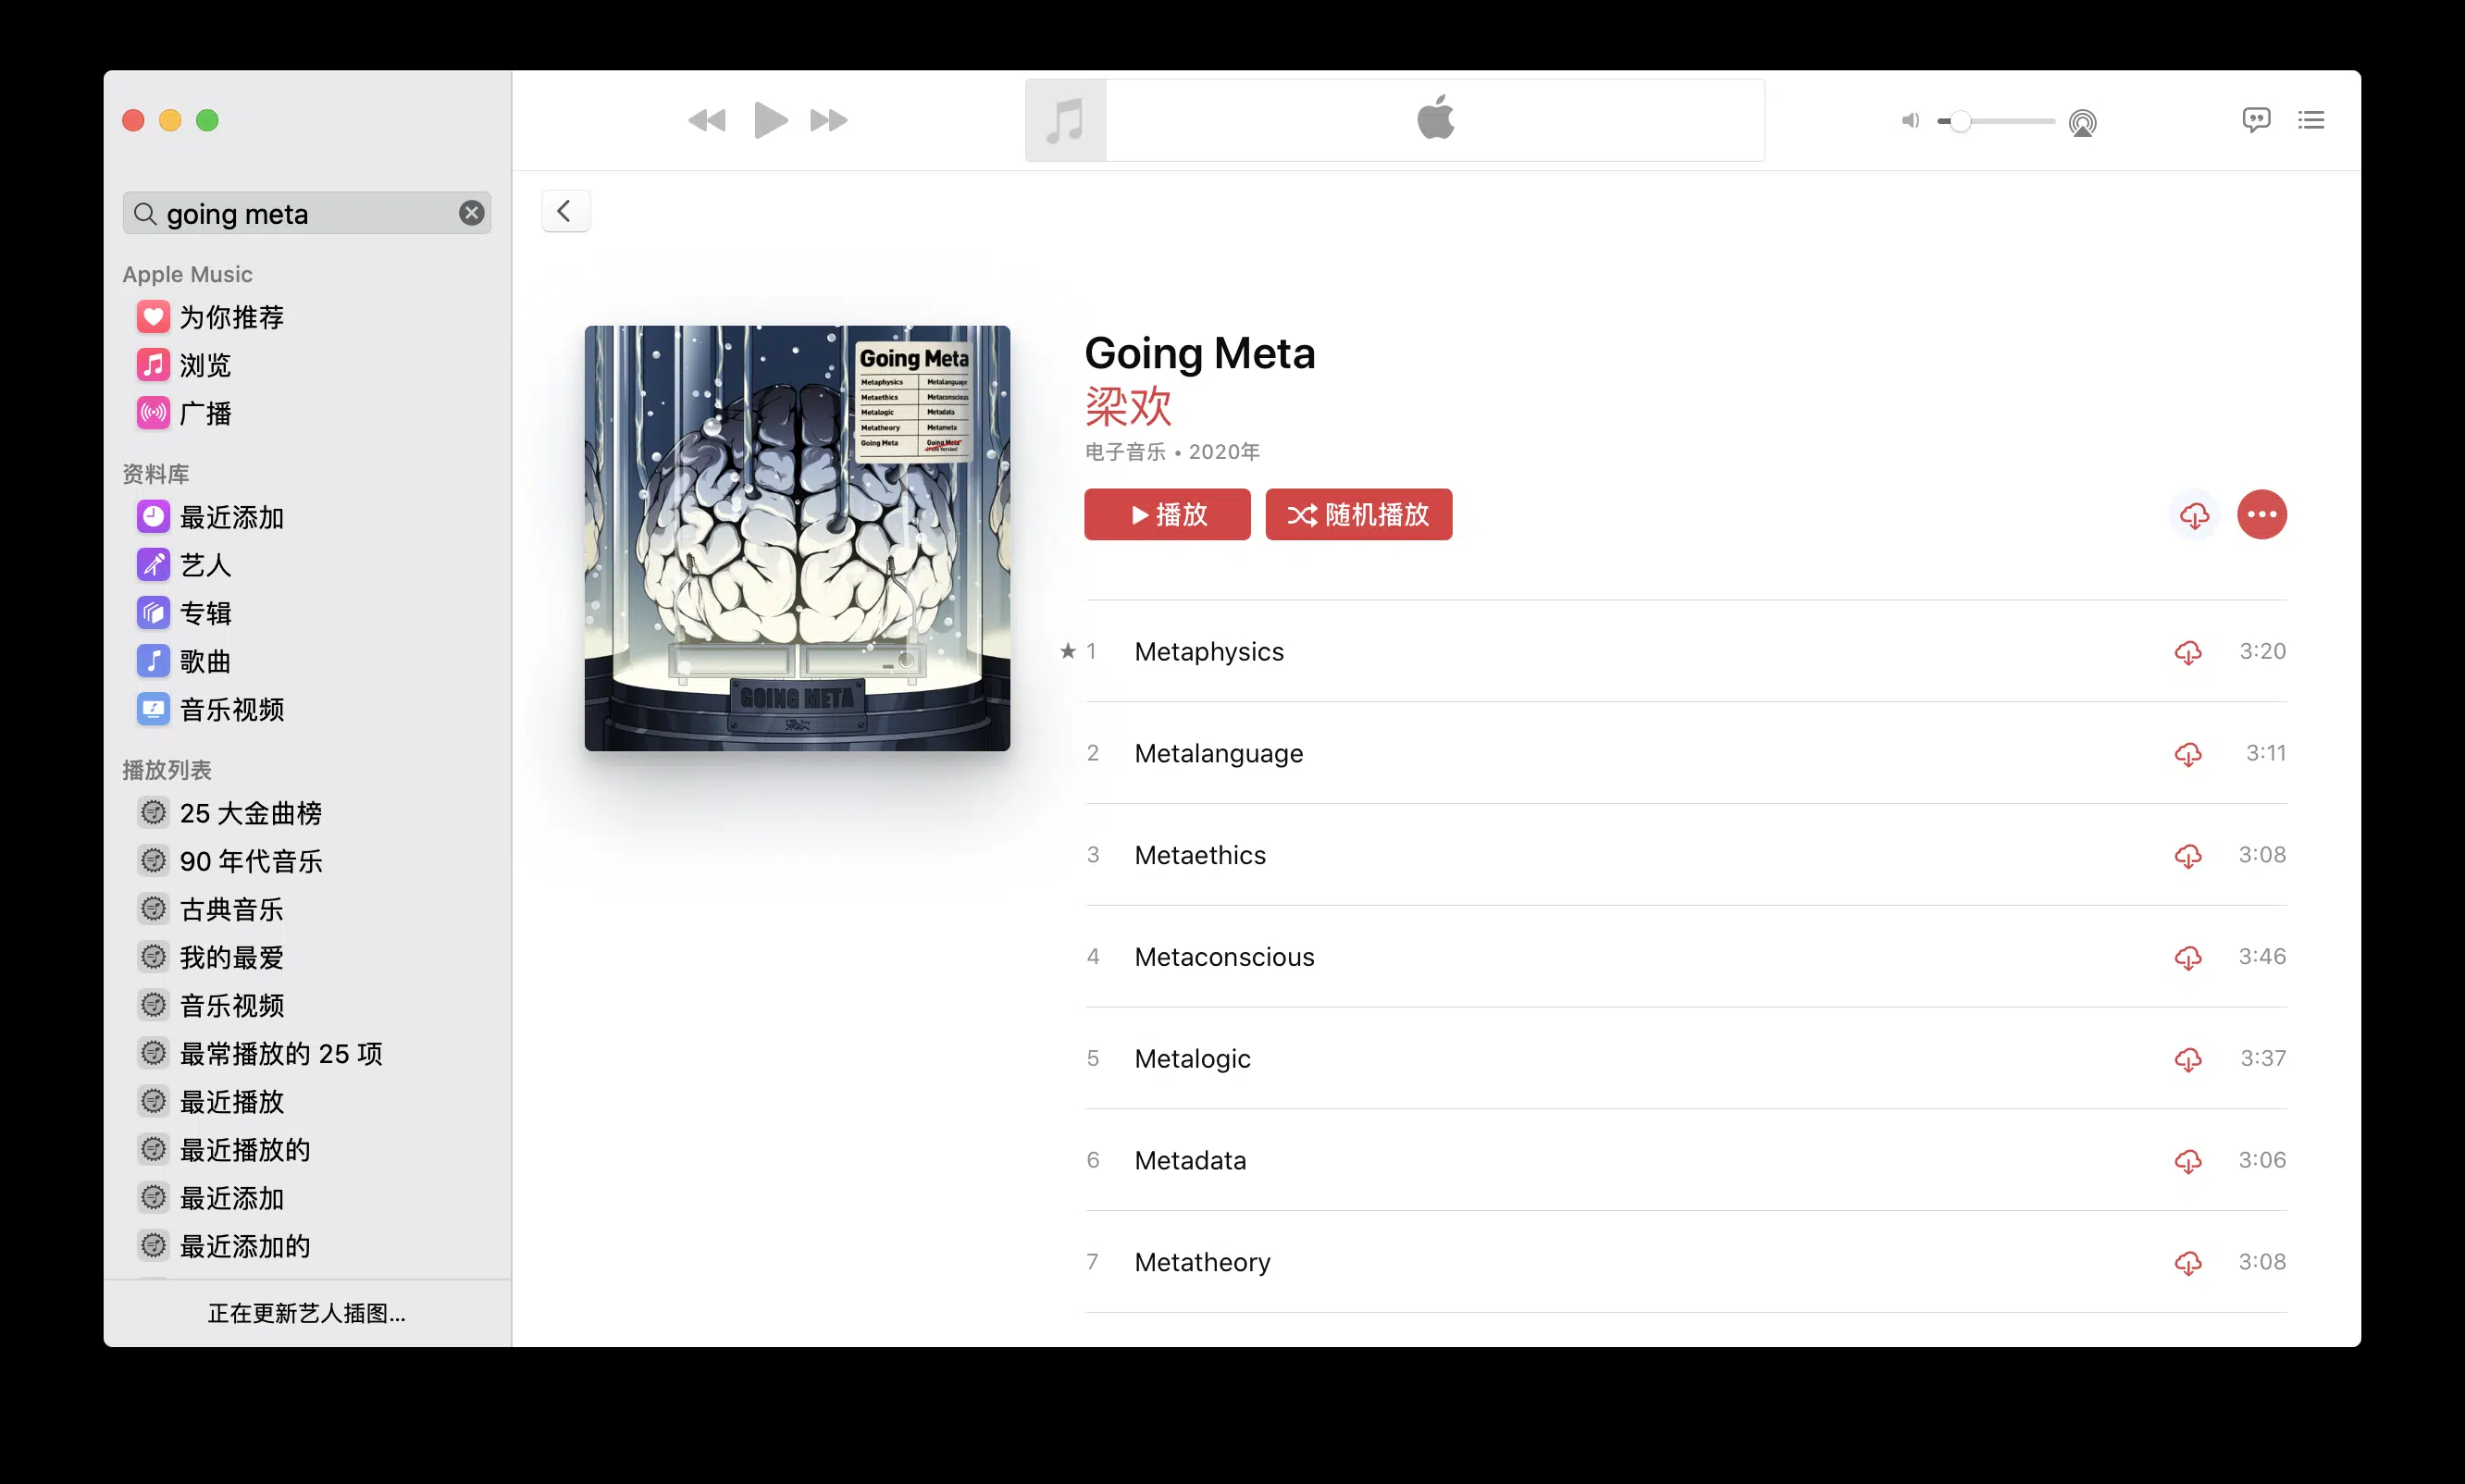 going meta
Apple Music
为你推荐
浏览
广播
资料库
最近添加
艺人
专辑
歌曲
音乐视频
播放列表
25 大金曲榜
90 年代音乐
古典音乐
我的最爱
音乐视频
最常播放的 25 项
最近播放
最近播放的
最近添加
最近添加的
正在更新艺人插图...
Going Meta
Metaphysics Metalanguage
Metaethics Metaconscious
Metalogic Metadata
Metatheory Metameta
Going Meta Going Meta
GOING META
Going Meta
梁欢
电子音乐 • 2020年
播放 随机播放
★ 1 Metaphysics 3:20
2 Metalanguage 3:11
3 Metaethics 3:08
4 Metaconscious 3:46
5 Metalogic 3:37
6 Metadata 3:06
7 Metatheory 3:08